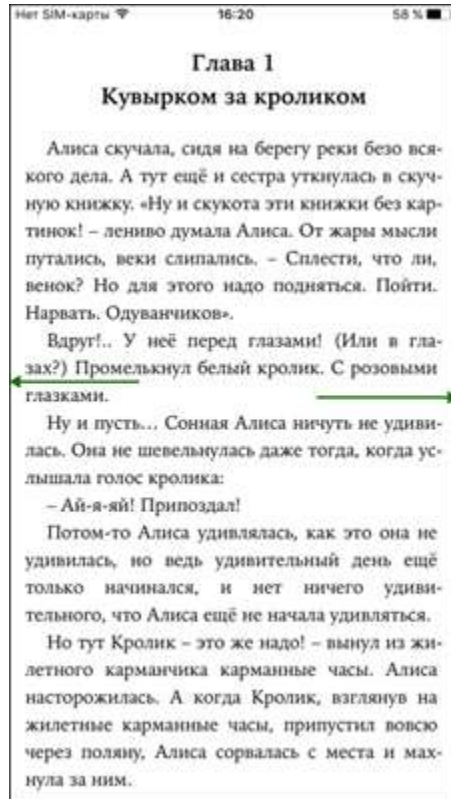 Нет SIM-карты 16:20 58 %
Глава 1
Кувырком за кроликом
Алиса скучала, сидя на берегу реки безо вся-
кого дела. А тут ещё и сестра уткнулась в скуч-
ную книжку. «Ну и скукота эти книжки без кар-
тинок! – лениво думала Алиса. От жары мысли
путались, веки слипались. – Сплести, что ли,
венок? Но для этого надо подняться. Пойти.
Нарвать. Одуванчиков».
Вдруг!.. У неё перед глазами! (Или в гла-
зах?) Промелькнул белый кролик. С розовыми
глазками.
Ну и пусть... Сонная Алиса ничуть не удиви-
лась. Она не шевельнулась даже тогда, когда ус-
лышала голос кролика:
– Ай-я-яй! Припоздал!
Потом-то Алиса удивлялась, как это она не
удивилась, но ведь удивительный день ещё
только начинался, и нет ничего удиви-
тельного, что Алиса ещё не начала удивляться.
Но тут Кролик – это же надо! – вынул из жи-
летного карманчика карманные часы. Алиса
насторожилась. А когда Кролик, взглянув на
жилетные карманные часы, припустил вовсю
через поляну, Алиса сорвалась с места и мах-
нула за ним.